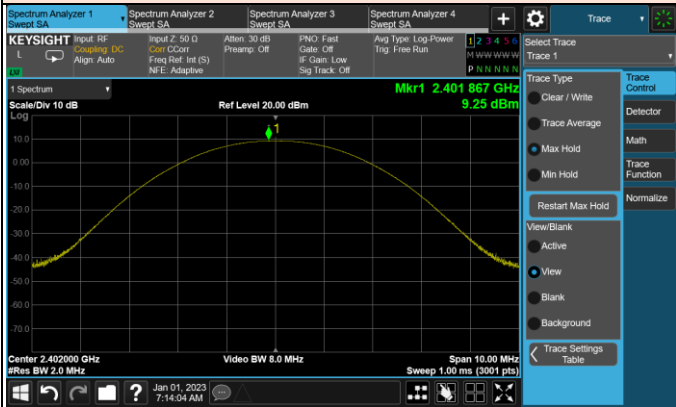 Spectrum Analyzer 1
Swept SA
Spectrum Analyzer 2
Swept SA
Spectrum Analyzer 3
Swept SA
Spectrum Analyzer 4
Swept SA
+
Trace
KEYSIGHT
L
LU
Input: RF
Coupling: DC
Align: Auto
Input Z: 50 Ω
Corr CCorr
Freq Ref: Int (S)
NFE: Adaptive
Atten: 30 dB
Preamp: Off
PNO: Fast
Gate: Off
IF Gain: Low
Sig Track: Off
Avg Type: Log-Power
Trig: Free Run
1 2 3 4 5 6
M W W W W W
P N N N N N
Select Trace
Trace 1
1 Spectrum
Scale/Div 10 dB
Log
Ref Level 20.00 dBm
Mkr1 2.401 867 GHz
9.25 dBm
1
10.0
0.00
-10.0
-20.0
-30.0
-40.0
-50.0
-60.0
-70.0
Center 2.402000 GHz
#Res BW 2.0 MHz
Video BW 8.0 MHz
Span 10.00 MHz
Sweep 1.00 ms (3001 pts)
Trace Type
Clear / Write
Trace Average
Max Hold
Min Hold
Restart Max Hold
View/Blank
Active
View
Blank
Background
Trace Settings
Table
Trace
Control
Detector
Math
Trace
Function
Normalize
?
Jan 01, 2023
7:14:04 AM